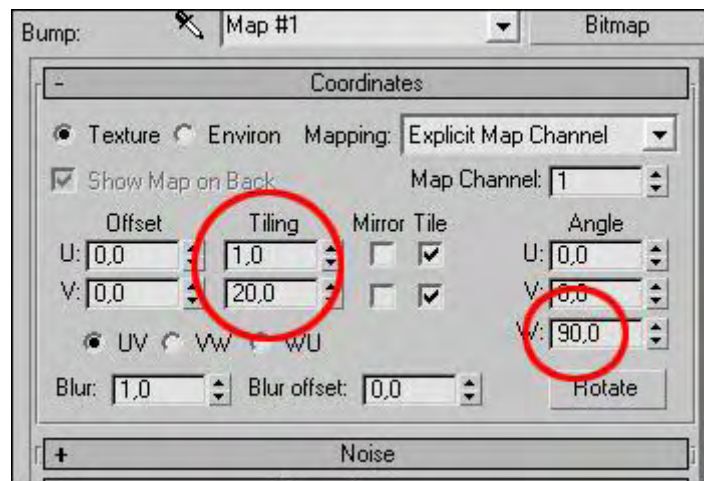 Bump: Map #1 Bitmap
- Coordinates
Texture Environ Mapping: Explicit Map Channel
Show Map on Back Map Channel: 1
Offset Tiling Mirror Tile Angle
U: 0,0 1,0 U: 0,0
V: 0,0 20,0 V: 0,0
UV VW WU W: 90,0
Blur: 1,0 Blur offset: 0,0 Rotate
+ Noise